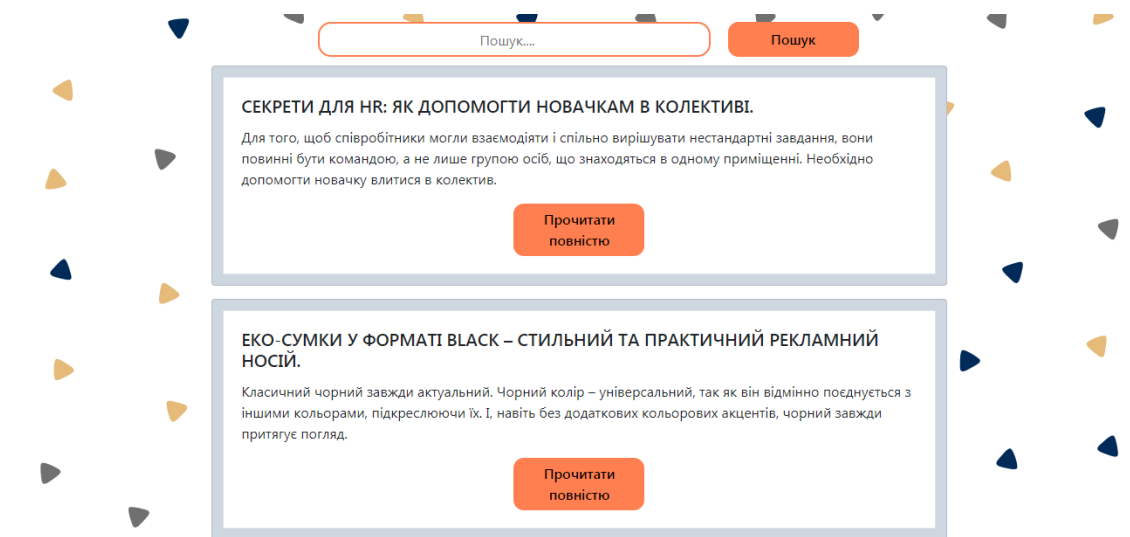 Пошук....
Пошук
СЕКРЕТИ ДЛЯ HR: ЯК ДОПОМОГТИ НОВАЧКАМ В КОЛЕКТИВІ.
Для того, щоб співробітники могли взаємодіяти і спільно вирішувати нестандартні завдання, вони
повинні бути командою, а не лише групою осіб, що знаходяться в одному приміщенні. Необхідно
допомогти новачку влитися в колектив.
Прочитати
повністю
ЕКО-СУМКИ У ФОРМАТІ BLACK – СТИЛЬНИЙ ТА ПРАКТИЧНИЙ РЕКЛАМНИЙ
НОСІЙ.
Класичний чорний завжди актуальний. Чорний колір – універсальний, так як він відмінно поєднується з
іншими кольорами, підкреслюючи їх. І, навіть без додаткових кольорових акцентів, чорний завжди
притягує погляд.
Прочитати
повністю